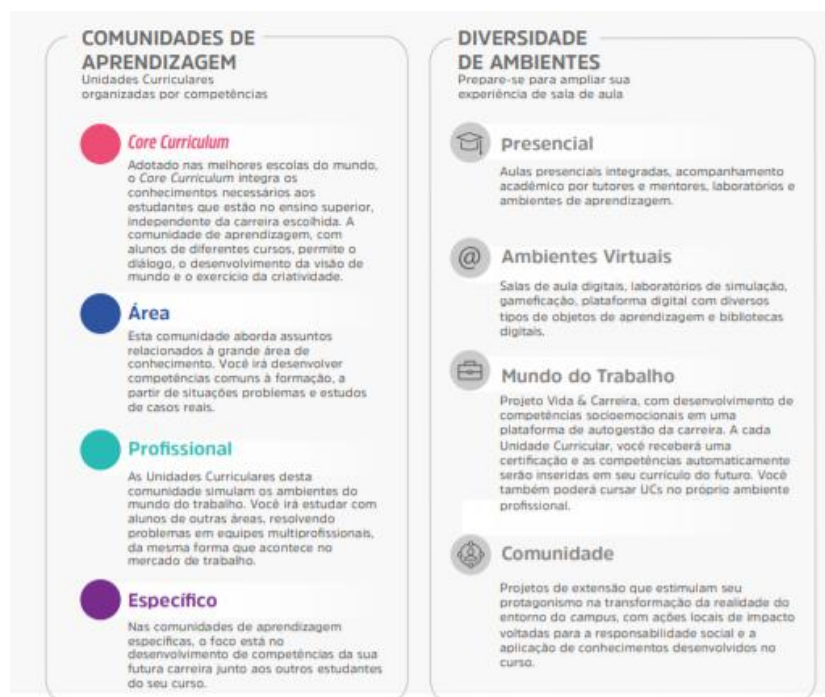 COMUNIDADES DE
APRENDIZAGEM
Unidades Curriculares
organizadas por competências
Core Curriculum
Adotado nas melhores escolas do mundo,
o Core Curriculum integra os
conhecimentos necessários aos
estudantes que estão no ensino superior,
independente da carreira escolhida. A
comunidade de aprendizagem, com
alunos de diferentes cursos, permite o
diálogo, o desenvolvimento da visão de
mundo e o exercício da criatividade.
Área
Esta comunidade aborda assuntos
relacionados à grande área de
conhecimento. Você irá desenvolver
competências comuns à formação, a
partir de situações problemas e estudos
de casos reais.
Profissional
As Unidades Curriculares desta
comunidade simulam os ambientes do
mundo do trabalho. Você irá estudar com
alunos de outras áreas, resolvendo
problemas em equipes multiprofissionais,
da mesma forma que acontece no
mercado de trabalho.
Específico
Nas comunidades de aprendizagem
específicas, o foco está no
desenvolvimento de competências da sua
futura carreira junto aos outros estudantes
do seu curso.
DIVERSIDADE
DE AMBIENTES
Prepare-se para ampliar sua
experiência de sala de aula
Presencial
Aulas presenciais integradas, acompanhamento
acadêmico por tutores e mentores, laboratórios e
ambientes de aprendizagem.
@ Ambientes Virtuais
Salas de aula digitais, laboratórios de simulação,
gameficação, plataforma digital com diversos
tipos de objetos de aprendizagem e bibliotecas
digitais.
Mundo do Trabalho
Projeto Vida & Carreira, com desenvolvimento de
competências socioemocionais em uma
plataforma de autogestão da carreira. A cada
Unidade Curricular, você receberá uma
certificação e as competências automaticamente
serão inseridas em seu currículo do futuro. Você
também poderá cursar UCs no próprio ambiente
profissional.
Comunidade
Projetos de extensão que estimulam seu
protagonismo na transformação da realidade do
entorno do campus, com ações locais de impacto
voltadas para a responsabilidade social e a
aplicação de conhecimentos desenvolvidos no
curso.